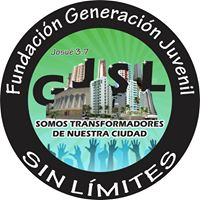 Fundación Generación Juvenil
Josue 3:7
GJSL
SOMOS TRANSFORMADORES
DE NUESTRA CIUDAD
SIN LÍMITES